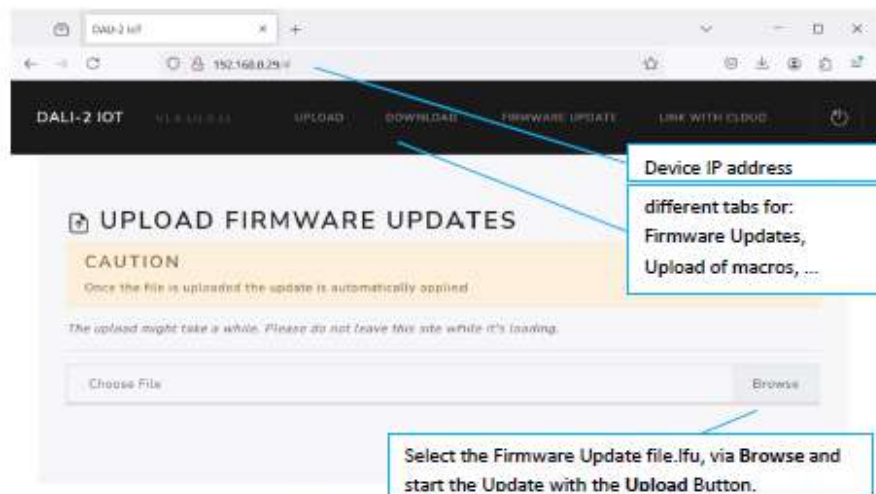 DALI-2 IoT
192.168.0.29/#
DALI-2 IOT UPLOAD DOWNLOAD FIRMWARE UPDATE LINK WITH CLOUD
Device IP address
different tabs for:
Firmware Updates,
Upload of macros, ...
UPLOAD FIRMWARE UPDATES
CAUTION
Once the file is uploaded the update is automatically applied
The upload might take a while. Please do not leave this site while it's loading.
Choose File Browse
Select the Firmware Update file.lfu, via Browse and
start the Update with the Upload Button.